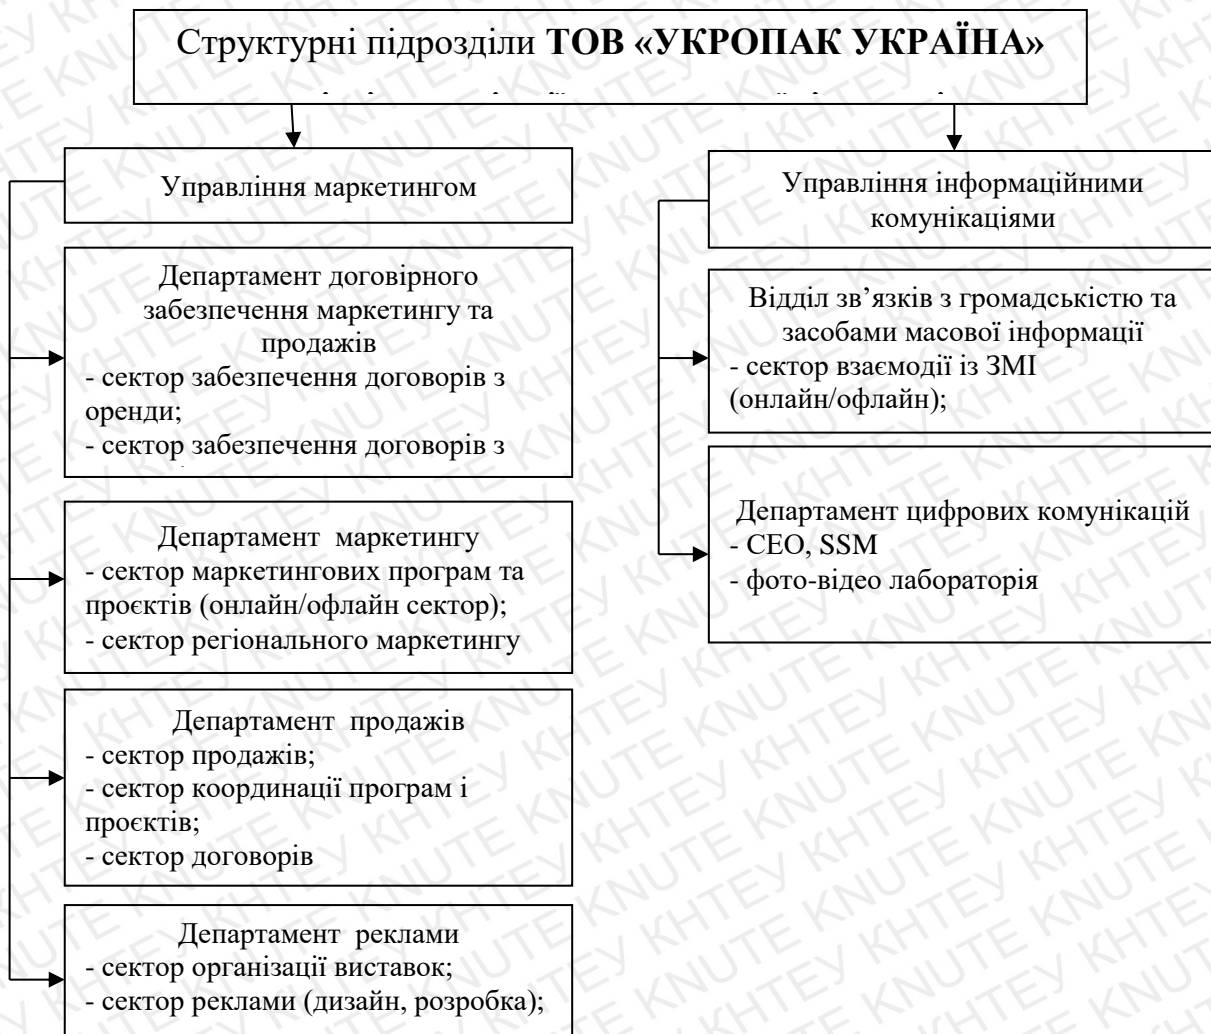 Структурні підрозділи ТОВ «УКРОПАК УКРАЇНА»
Управління маркетингом
Департамент договірного
забезпечення маркетингу та
продажів
- сектор забезпечення договорів з
оренди;
- сектор забезпечення договорів з
Департамент маркетингу
- сектор маркетингових програм та
проєктів (онлайн/офлайн сектор);
- сектор регіонального маркетингу
Департамент продажів
- сектор продажів;
- сектор координації програм і
проєктів;
- сектор договорів
Департамент реклами
- сектор організації виставок;
- сектор реклами (дизайн, розробка);
Управління інформаційними
комунікаціями
Відділ зв’язків з громадськістю та
засобами масової інформації
- сектор взаємодії із ЗМІ
(онлайн/офлайн);
Департамент цифрових комунікацій
- СЕО, SSM
- фото-відео лабораторія